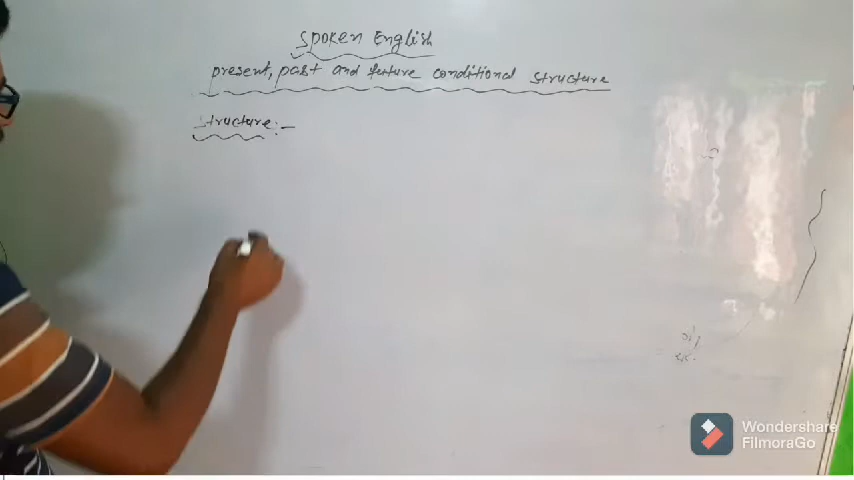 Spoken English
present, past and future conditional structure
structure:-
Wondershare
FilmoraGo